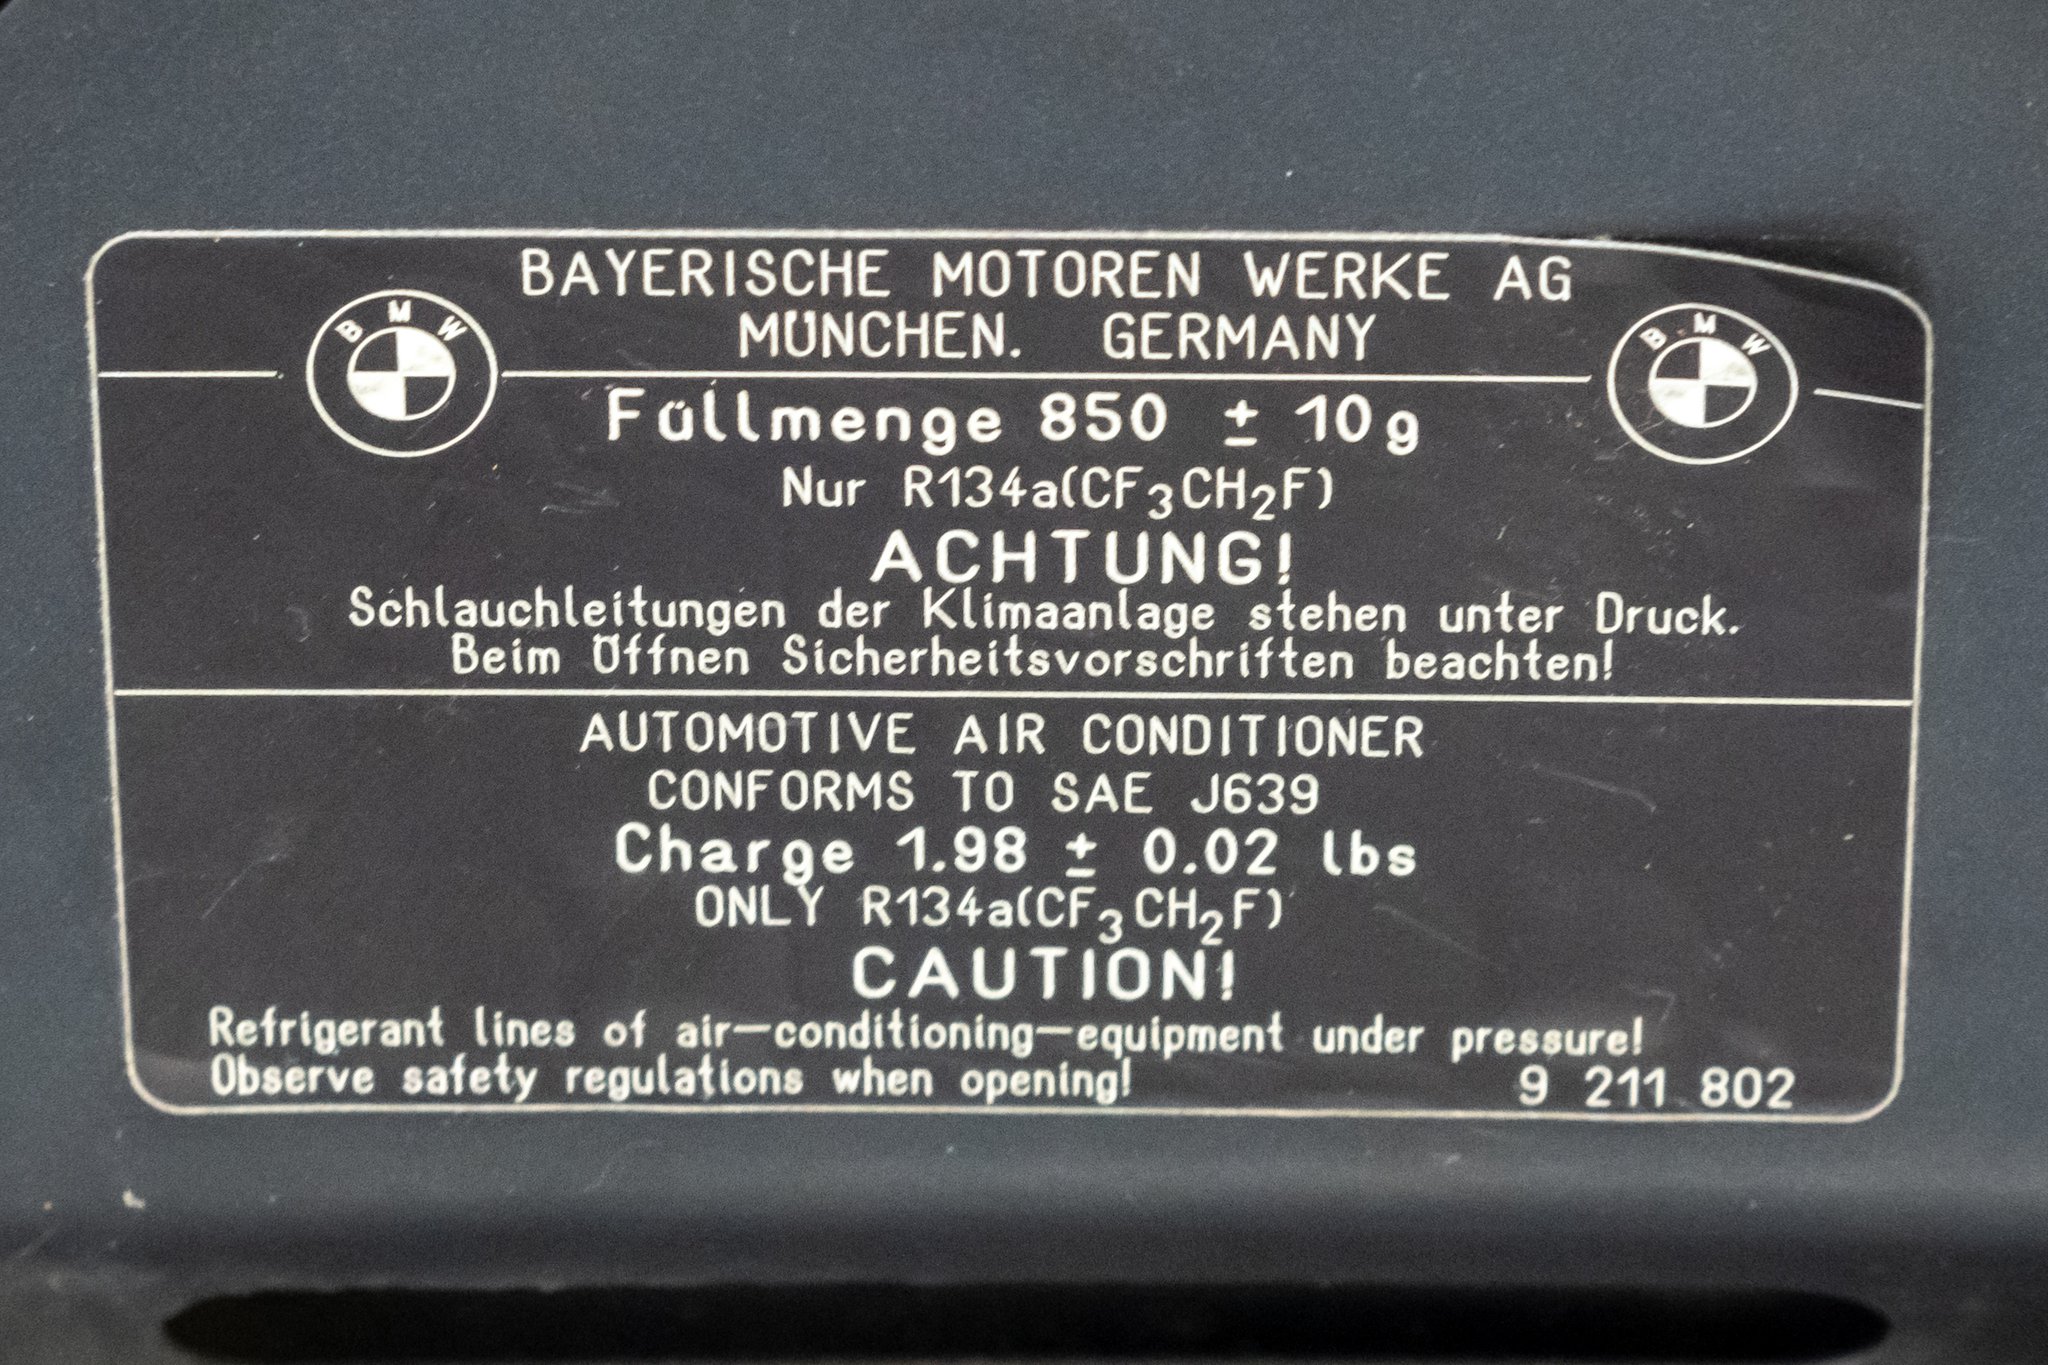 BAYERISCHE MOTOREN WERKE AG
MÜNCHEN. GERMANY
BMW
BMW
Füllmenge 850 ± 10g
Nur R134a(CF₃CH₂F)
ACHTUNG!
Schlauchleitungen der Klimaanlage stehen unter Druck.
Beim Öffnen Sicherheitsvorschriften beachten!
AUTOMOTIVE AIR CONDITIONER
CONFORMS TO SAE J639
Charge 1.98 ± 0.02 lbs
ONLY R134a(CF₃CH₂F)
CAUTION!
Refrigerant lines of air-conditioning-equipment under pressure!
Observe safety regulations when opening!
9 211 802